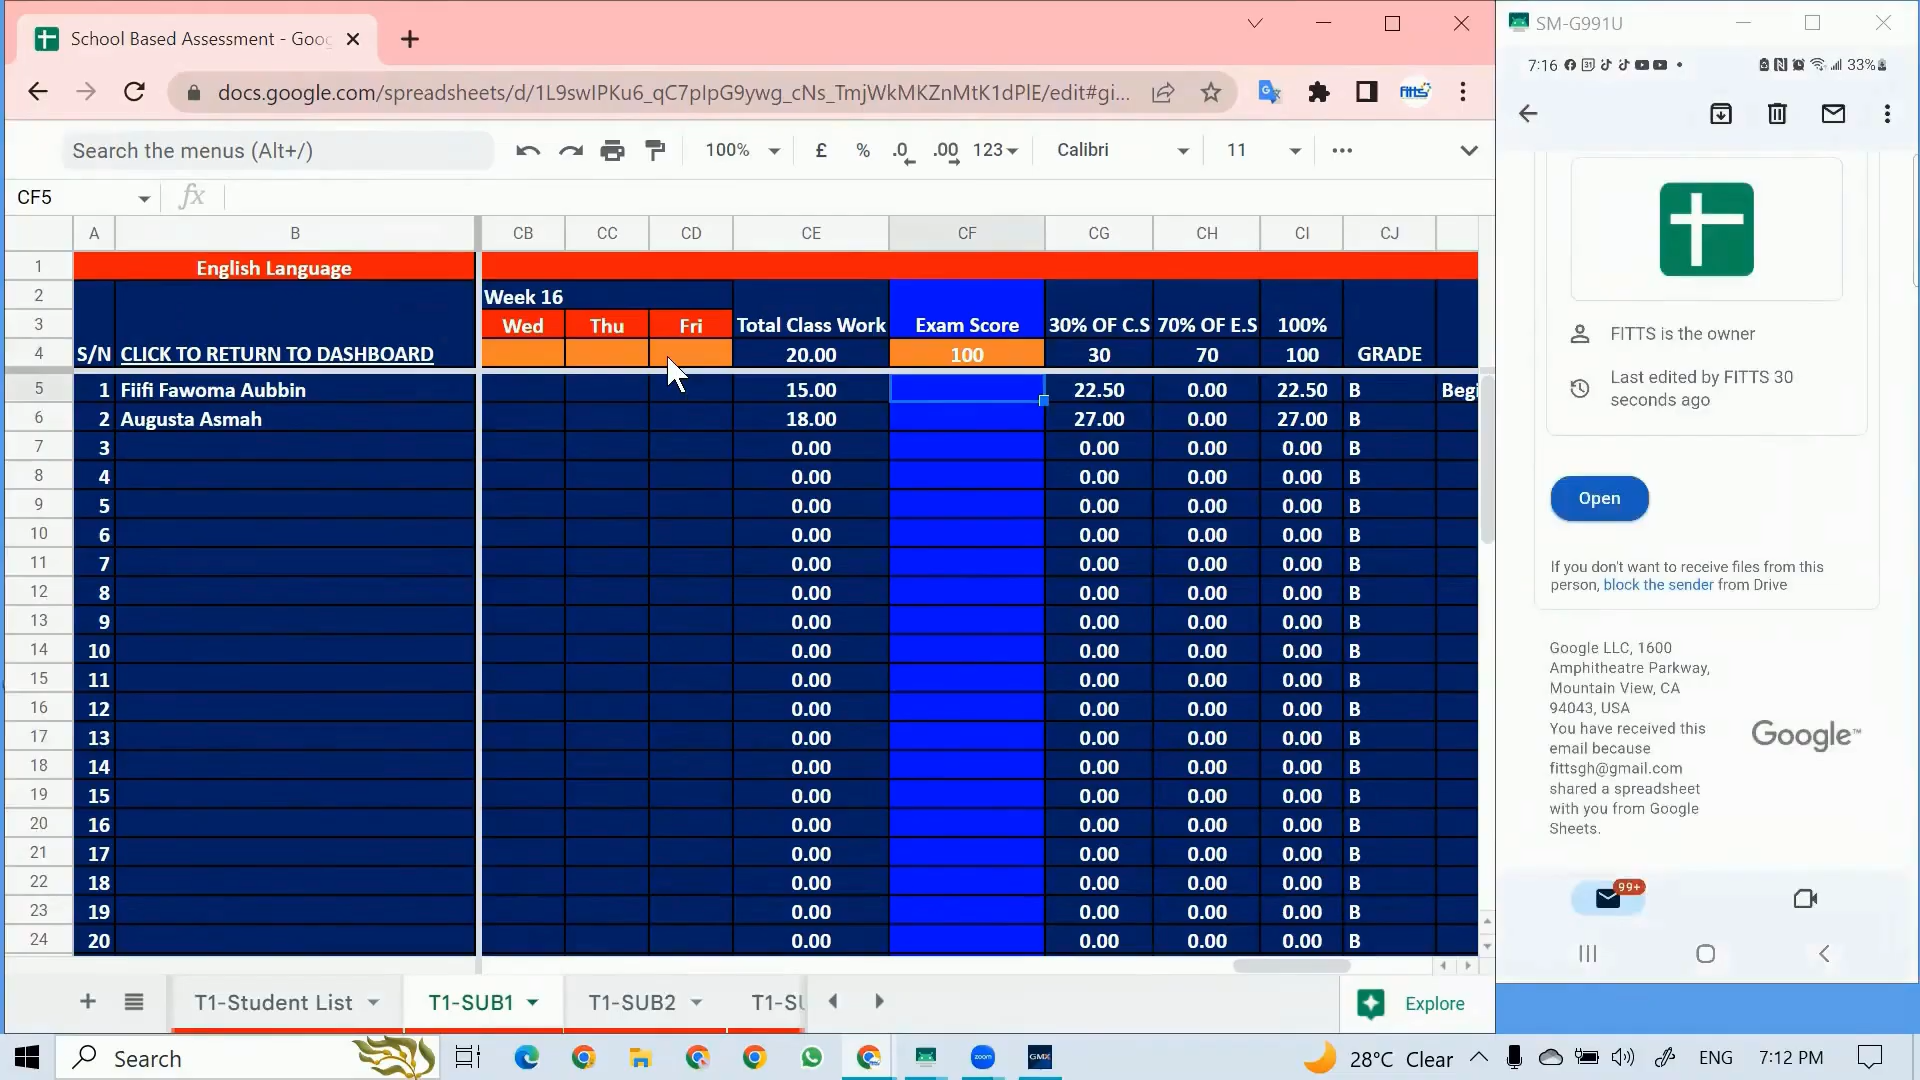 School Based Assessment - Goo
docs.google.com/spreadsheets/d/1L9swIPKu6_qC7pIpG9ywg_cNs_TmjWkMKZnMtK1dPlE/edit#gi...
Search the menus (Alt+/)
100%
£ % .0 .00 123
Calibri
11
CF5
fx
A B CB CC CD CE CF CG CH CI CJ
1 English Language
2 Week 16
3 Wed Thu Fri Total Class Work Exam Score 30% OF C.S 70% OF E.S 100%
4 S/N CLICK TO RETURN TO DASHBOARD 20.00 100 30 70 100 GRADE
5 1 Fiifi Fawoma Aubbin 15.00 22.50 0.00 22.50 B Begi
6 2 Augusta Asmah 18.00 27.00 0.00 27.00 B
7 3 0.00 0.00 0.00 0.00 B
8 4 0.00 0.00 0.00 0.00 B
9 5 0.00 0.00 0.00 0.00 B
10 6 0.00 0.00 0.00 0.00 B
11 7 0.00 0.00 0.00 0.00 B
12 8 0.00 0.00 0.00 0.00 B
13 9 0.00 0.00 0.00 0.00 B
14 10 0.00 0.00 0.00 0.00 B
15 11 0.00 0.00 0.00 0.00 B
16 12 0.00 0.00 0.00 0.00 B
17 13 0.00 0.00 0.00 0.00 B
18 14 0.00 0.00 0.00 0.00 B
19 15 0.00 0.00 0.00 0.00 B
20 16 0.00 0.00 0.00 0.00 B
21 17 0.00 0.00 0.00 0.00 B
22 18 0.00 0.00 0.00 0.00 B
23 19 0.00 0.00 0.00 0.00 B
24 20 0.00 0.00 0.00 0.00 B
T1-Student List T1-SUB1 T1-SUB2 T1-SU
Explore
SM-G991U
7:16
33%
FITTS is the owner
Last edited by FITTS 30
seconds ago
Open
If you don't want to receive files from this
person, block the sender from Drive
Google LLC, 1600
Amphitheatre Parkway,
Mountain View, CA
94043, USA
You have received this
email because
fittsgh@gmail.com
shared a spreadsheet
with you from Google
Sheets.
Google™
99+
Search
zoom
GMX
28°C Clear
ENG
7:12 PM